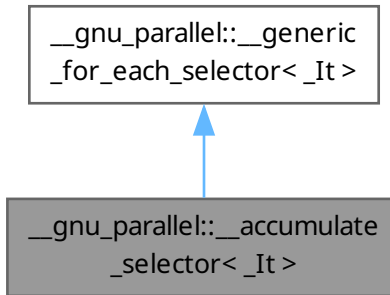 __gnu_parallel::__generic
_for_each_selector< _It >
__gnu_parallel::__accumulate
_selector< _It >